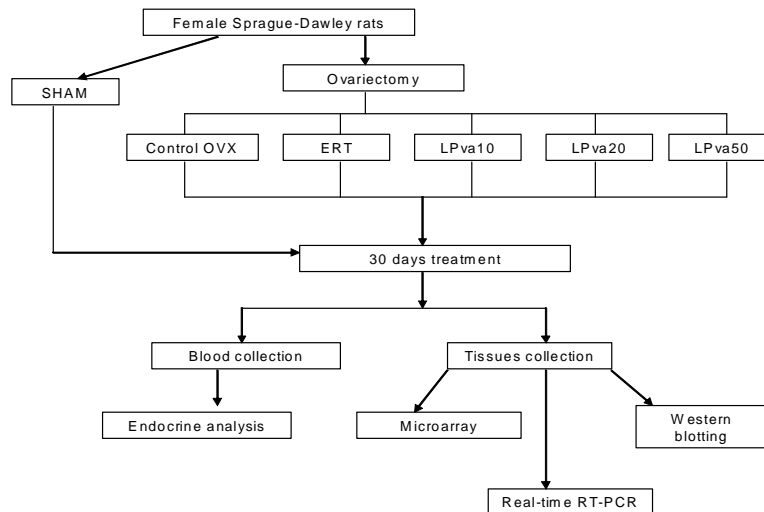 Female Sprague-Dawley rats
SHAM
Ovariectomy
Control OVX
ERT
LPva10
LPva20
LPva50
30 days treatment
Blood collection
Tissues collection
Endocrine analysis
Microarray
Western
blotting
Real-time RT-PCR